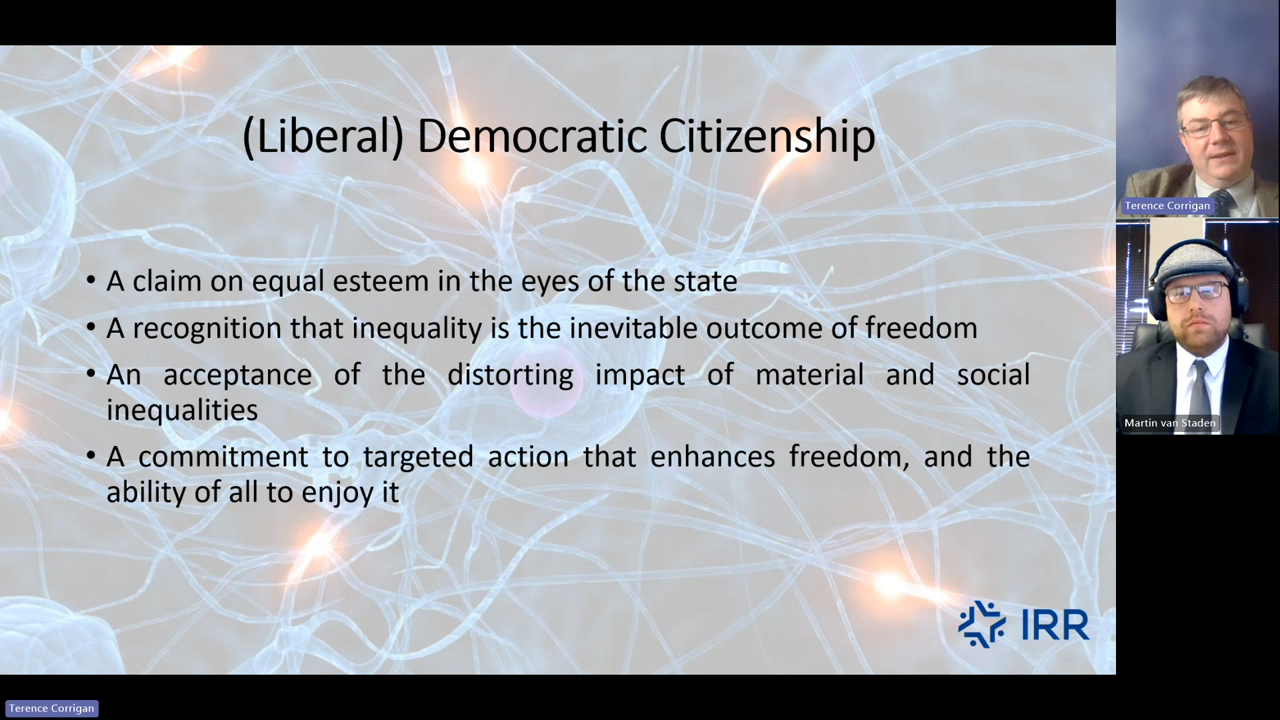 (Liberal) Democratic Citizenship
• A claim on equal esteem in the eyes of the state
• A recognition that inequality is the inevitable outcome of freedom
• An acceptance of the distorting impact of material and social
inequalities
• A commitment to targeted action that enhances freedom, and the
ability of all to enjoy it
IRR
Terence Corrigan
Martin van Staden
Terence Corrigan